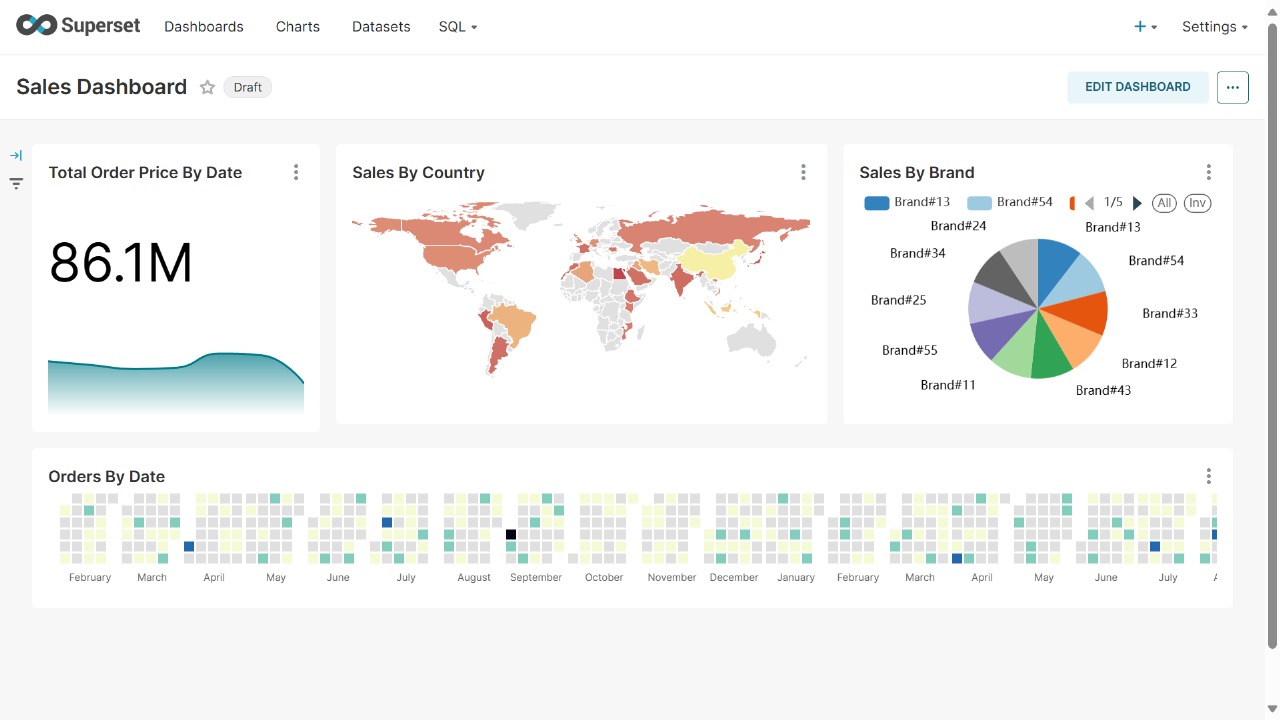 Superset Dashboards Charts Datasets SQL + Settings
Sales Dashboard Draft EDIT DASHBOARD ...
Total Order Price By Date
86.1M
Sales By Country
Sales By Brand
Brand#13 Brand#54 1/5 All Inv
Brand#24 Brand#13
Brand#34 Brand#54
Brand#25 Brand#33
Brand#55 Brand#12
Brand#11 Brand#43
Orders By Date
February March April May June July August September October November December January February March April May June July A